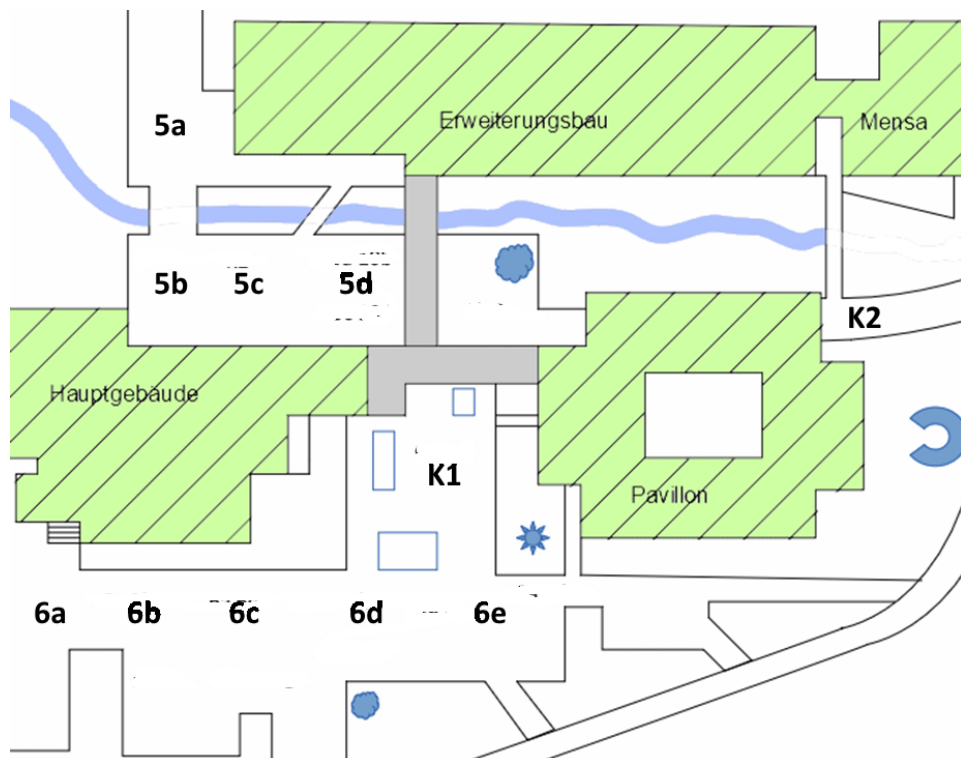 5a
Erweiterungsbau
Mensa
5b 5c 5d
K2
Hauptgebäude
K1
Pavillon
6a 6b 6c 6d 6e